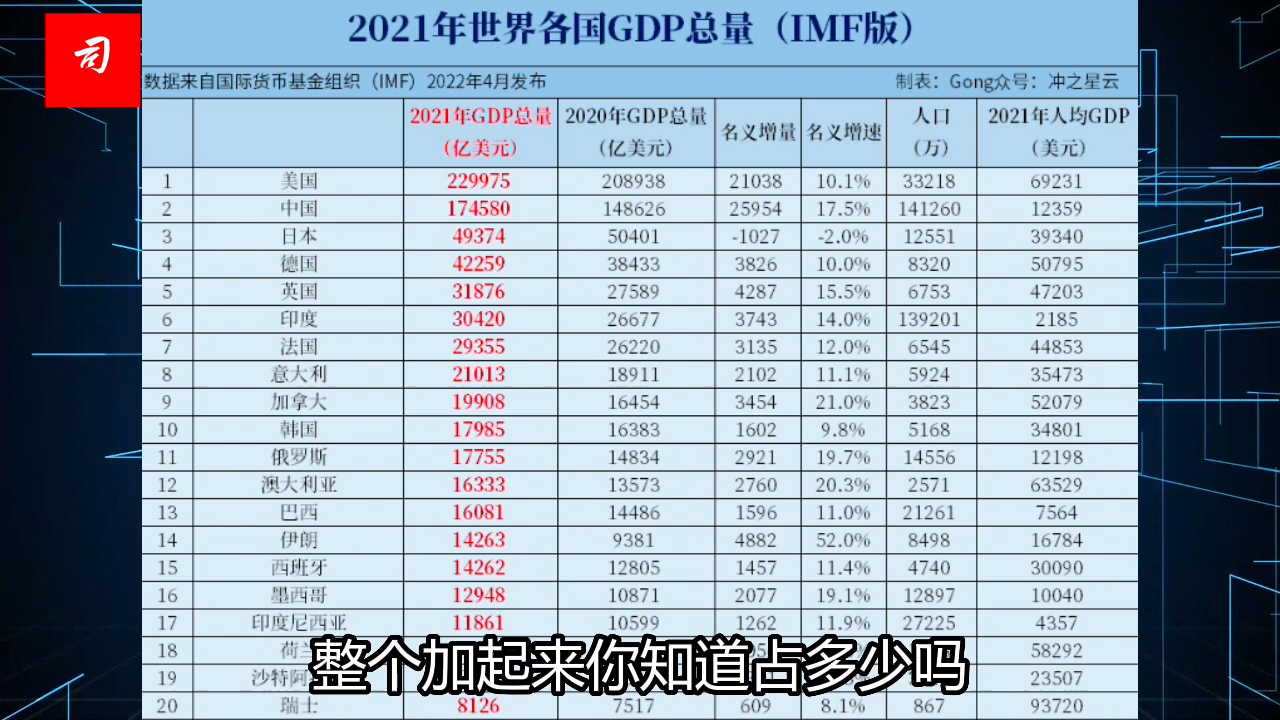 司
2021年世界各国GDP总量（IMF版）
数据来自国际货币基金组织（IMF）2022年4月发布 制表：Gong众号：冲之星云
2021年GDP总量（亿美元） 2020年GDP总量（亿美元） 名义增量 名义增速 人口（万） 2021年人均GDP（美元）
1 美国 229975 208938 21038 10.1% 33218 69231
2 中国 174580 148626 25954 17.5% 141260 12359
3 日本 49374 50401 -1027 -2.0% 12551 39340
4 德国 42259 38433 3826 10.0% 8320 50795
5 英国 31876 27589 4287 15.5% 6753 47203
6 印度 30420 26677 3743 14.0% 139201 2185
7 法国 29355 26220 3135 12.0% 6545 44853
8 意大利 21013 18911 2102 11.1% 5924 35473
9 加拿大 19908 16454 3454 21.0% 3823 52079
10 韩国 17985 16383 1602 9.8% 5168 34801
11 俄罗斯 17755 14834 2921 19.7% 14556 12198
12 澳大利亚 16333 13573 2760 20.3% 2571 63529
13 巴西 16081 14486 1596 11.0% 21261 7564
14 伊朗 14263 9381 4882 52.0% 8498 16784
15 西班牙 14262 12805 1457 11.4% 4740 30090
16 墨西哥 12948 10871 2077 19.1% 12897 10040
17 印度尼西亚 11861 10599 1262 11.9% 27225 4357
18 荷 58292
19 沙特阿 23507
整个加起来你知道占多少吗
20 瑞士 8126 7517 609 8.1% 867 93720